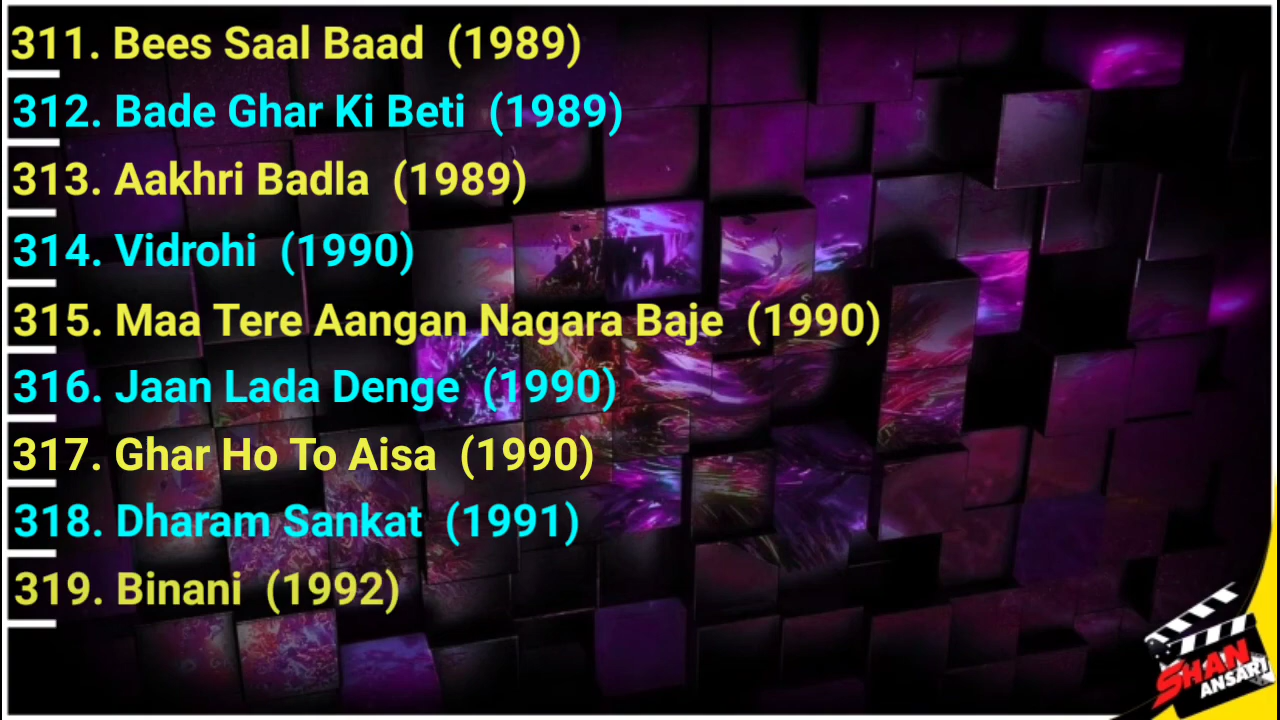 311. Bees Saal Baad (1989)
312. Bade Ghar Ki Beti (1989)
313. Aakhri Badla (1989)
314. Vidrohi (1990)
315. Maa Tere Aangan Nagara Baje (1990)
316. Jaan Lada Denge (1990)
317. Ghar Ho To Aisa (1990)
318. Dharam Sankat (1991)
319. Binani (1992)
SHAN
ANSARI